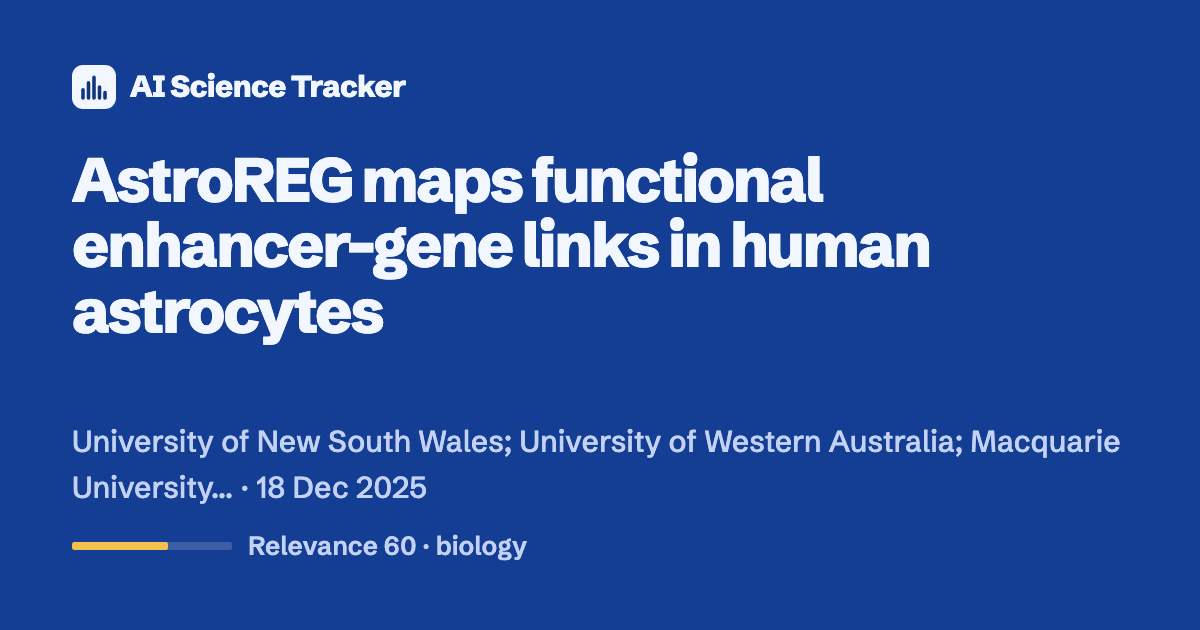 AI Science Tracker
AstroREG maps functional
enhancer-gene links in human
astrocytes
University of New South Wales; University of Western Australia; Macquarie
University... · 18 Dec 2025
Relevance 60 · biology